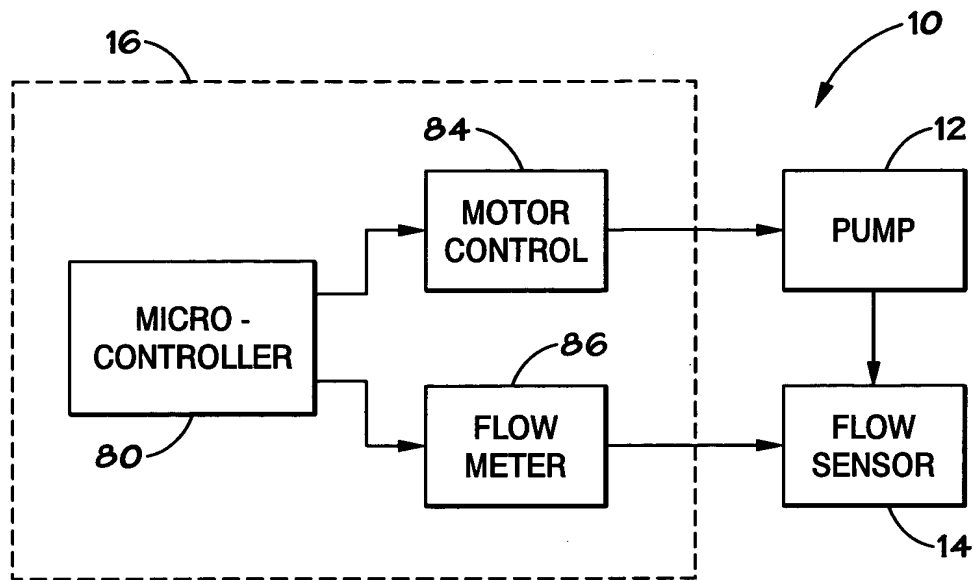 16
10
84
12
MOTOR
CONTROL
PUMP
MICRO -
CONTROLLER
86
80
FLOW
METER
FLOW
SENSOR
14